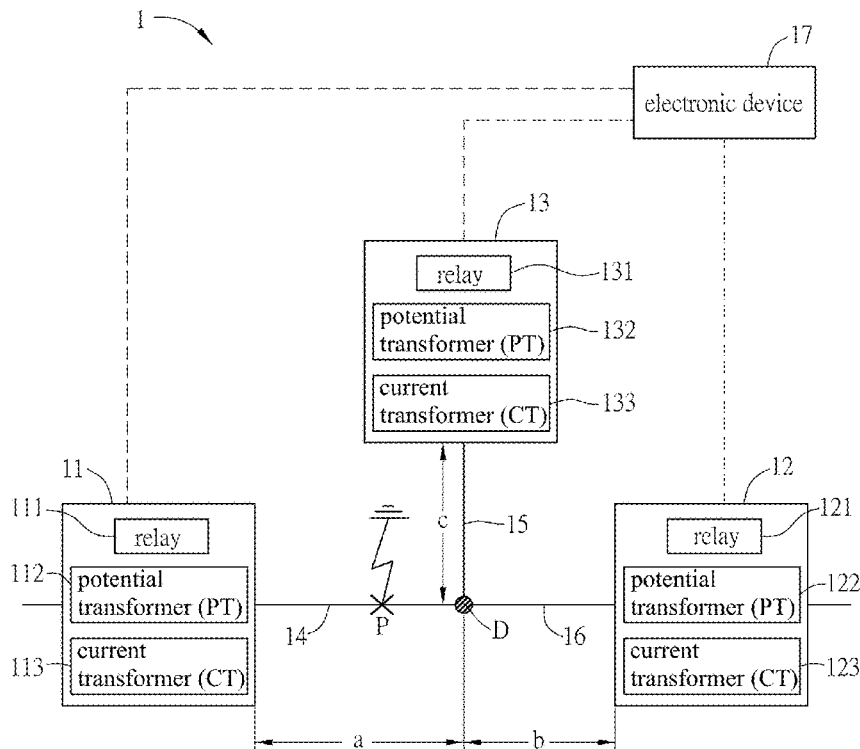 1
17
electronic device
13
relay
131
potential
transformer (PT)
132
current
transformer (CT)
133
11
111
relay
112
potential
transformer (PT)
113
current
transformer (CT)
c
15
14
P
D
16
12
121
relay
potential
transformer (PT)
122
current
transformer (CT)
123
a
b